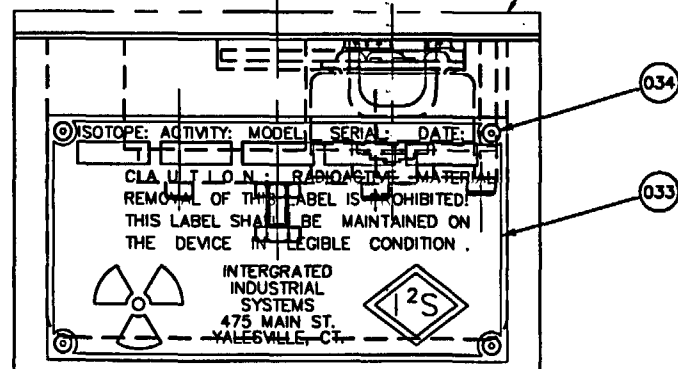 034
ISOTOPE: ACTIVITY: MODEL SERIAL: DATE:
033
CAUTION: RADIOACTIVE MATERIAL
REMOVAL OF THIS LABEL IS PROHIBITED!
THIS LABEL SHALL BE MAINTAINED ON
THE DEVICE IN LEGIBLE CONDITION.
INTERGRATED
INDUSTRIAL
SYSTEMS
475 MAIN ST.
YALESVILLE, CT.
I²S